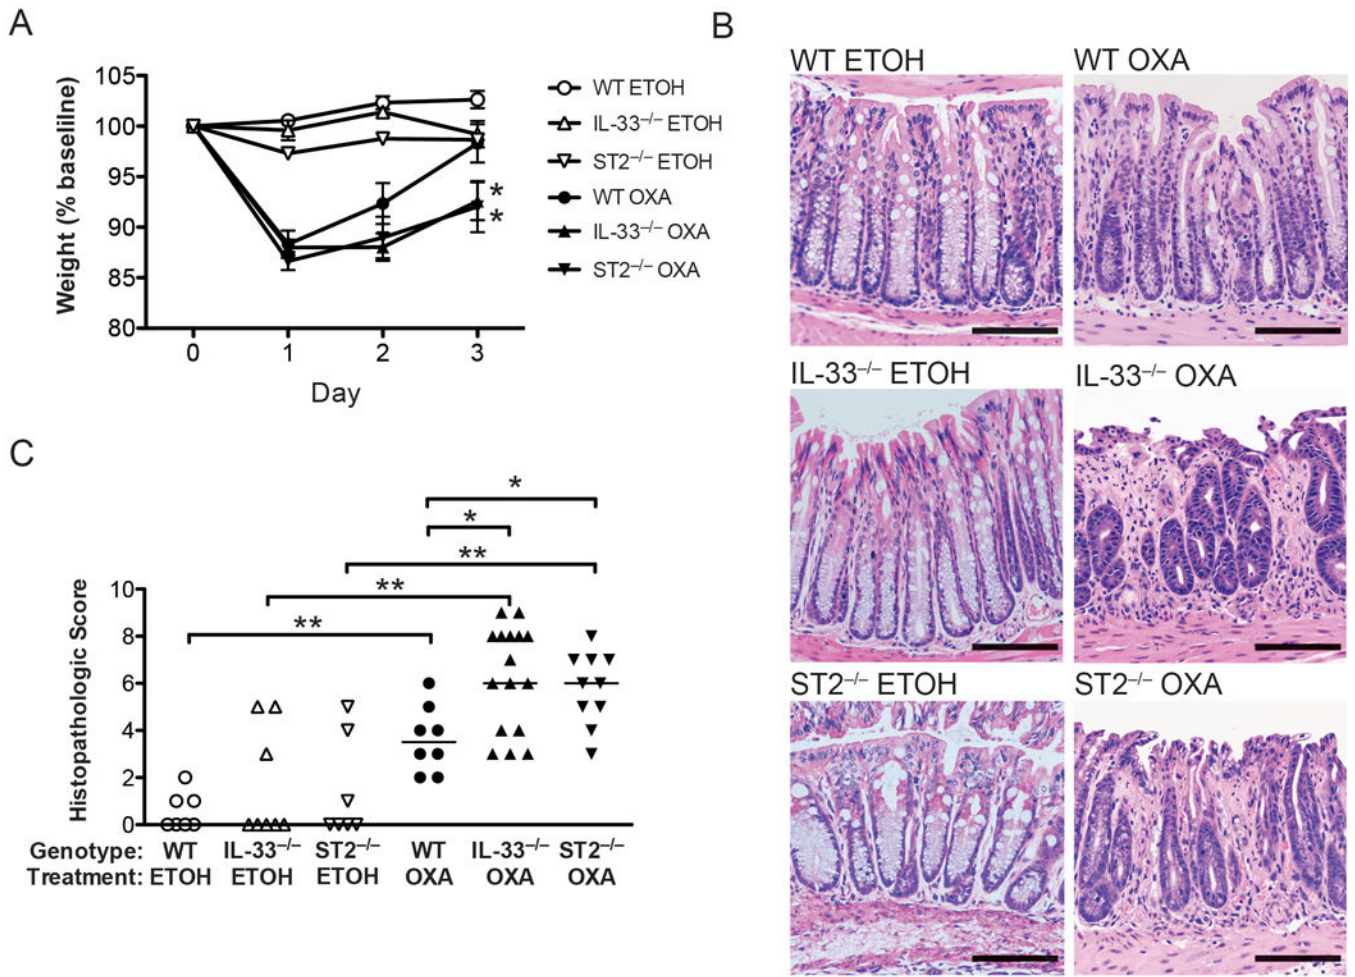 A
Weight (% baselilne)
105
100
95
90
85
80
0 1 2 3
Day
WT ETOH
IL-33–/– ETOH
ST2–/– ETOH
WT OXA
IL-33–/– OXA
ST2–/– OXA
*
*
B
WT ETOH
WT OXA
IL-33–/– ETOH
IL-33–/– OXA
ST2–/– ETOH
ST2–/– OXA
C
*
*
**
**
**
Histopathologic Score
10
8
6
4
2
0
Genotype: WT IL-33–/– ST2–/– WT IL-33–/– ST2–/–
Treatment: ETOH ETOH ETOH OXA OXA OXA